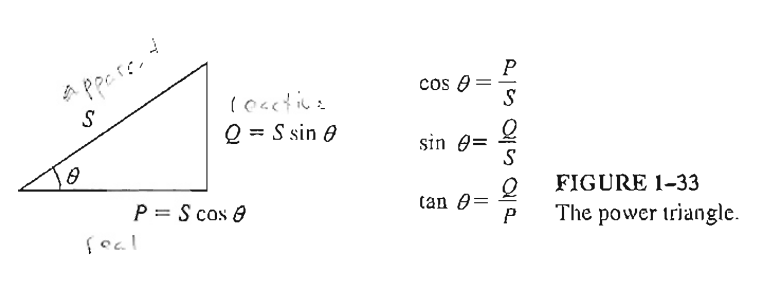 apparent
S
reactive
Q = S sin θ
θ
P = S cos θ
real
cos θ = P/S
sin θ = Q/S
tan θ = Q/P
FIGURE 1–33
The power triangle.